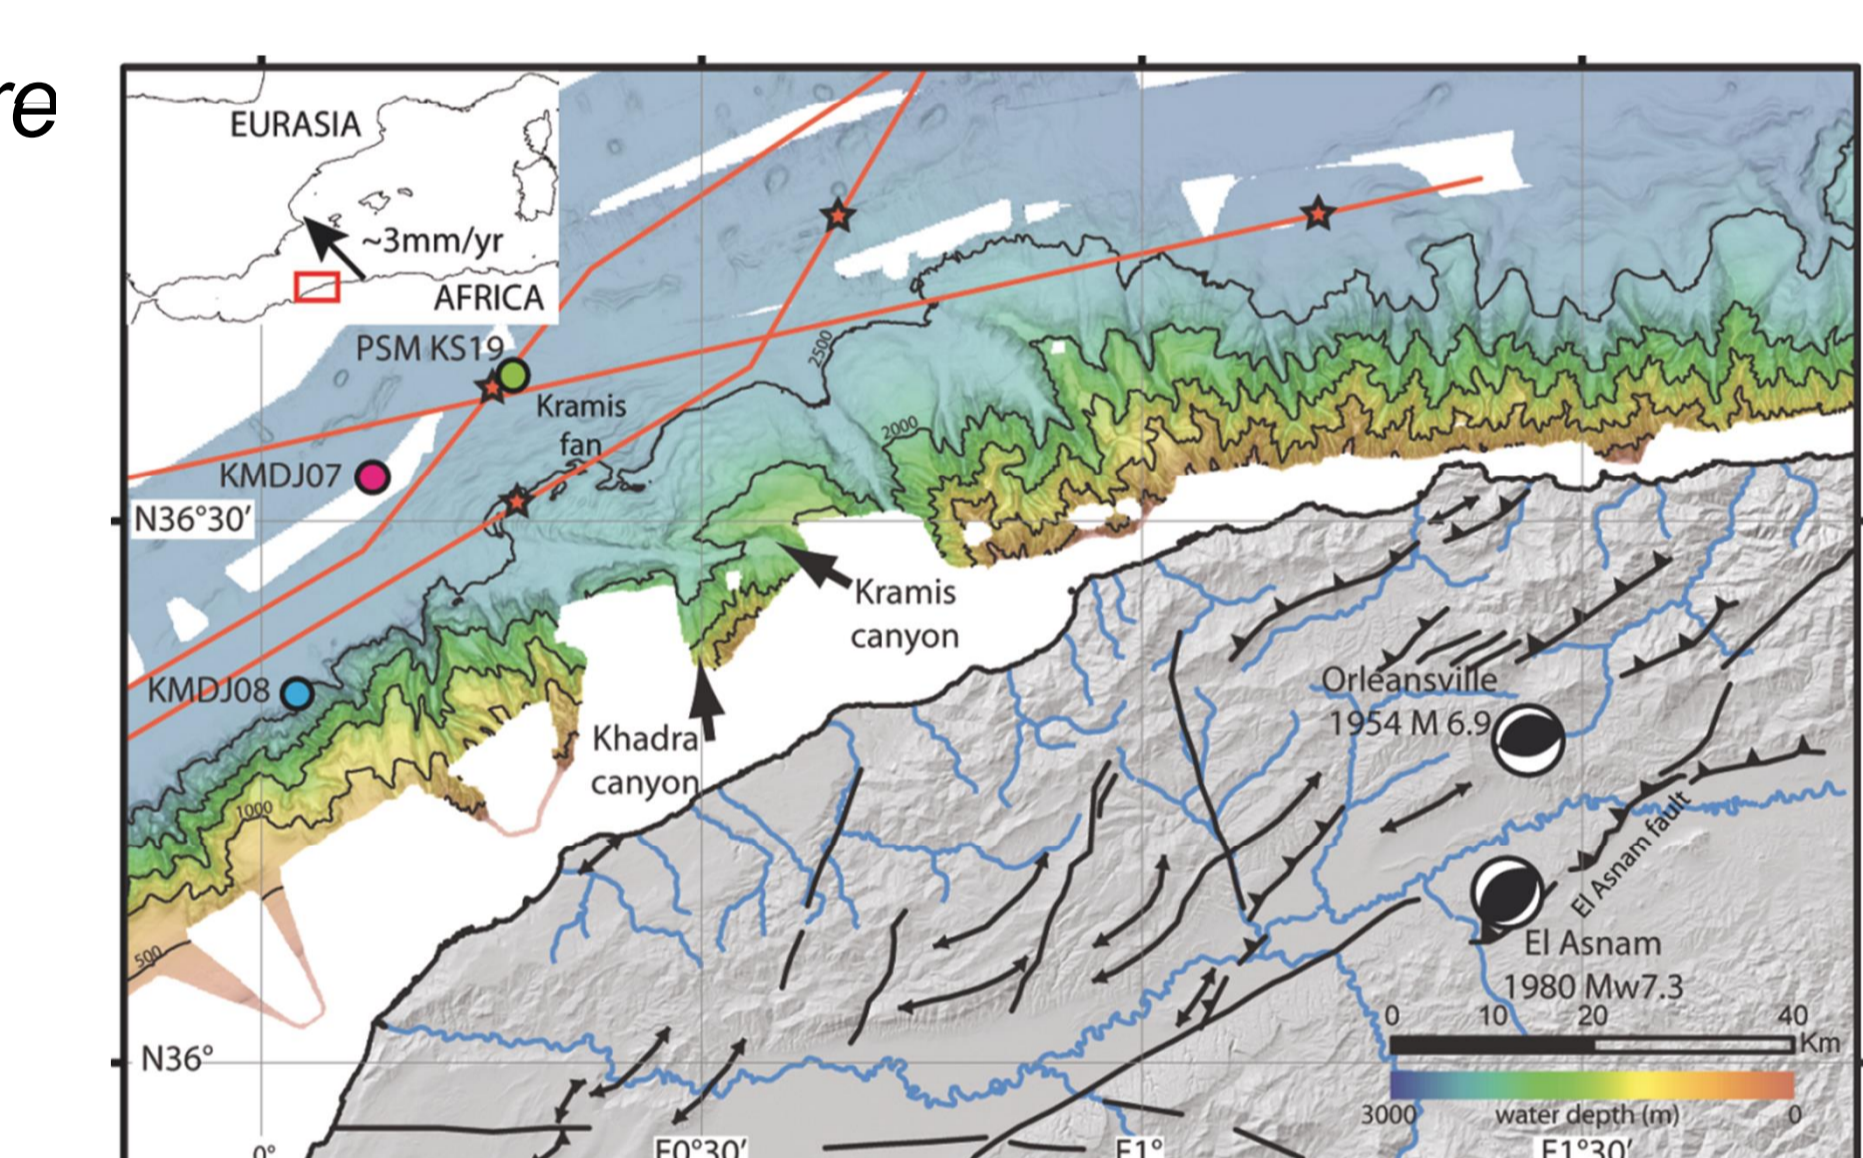 re
EURASIA
~3mm/yr
AFRICA
PSM KS19
2500
Kramis
fan
2000
KMDJ07
N36°30′
Kramis
canyon
KMDJ08
Orléansville
1954 M 6.9
Khadra
canyon
1000
El Asnam fault
El Asnam
1980 Mw7.3
500
0 10 20 40
Km
N36°
3000 water depth (m) 0
0° E0°30′ E1° E1°30′